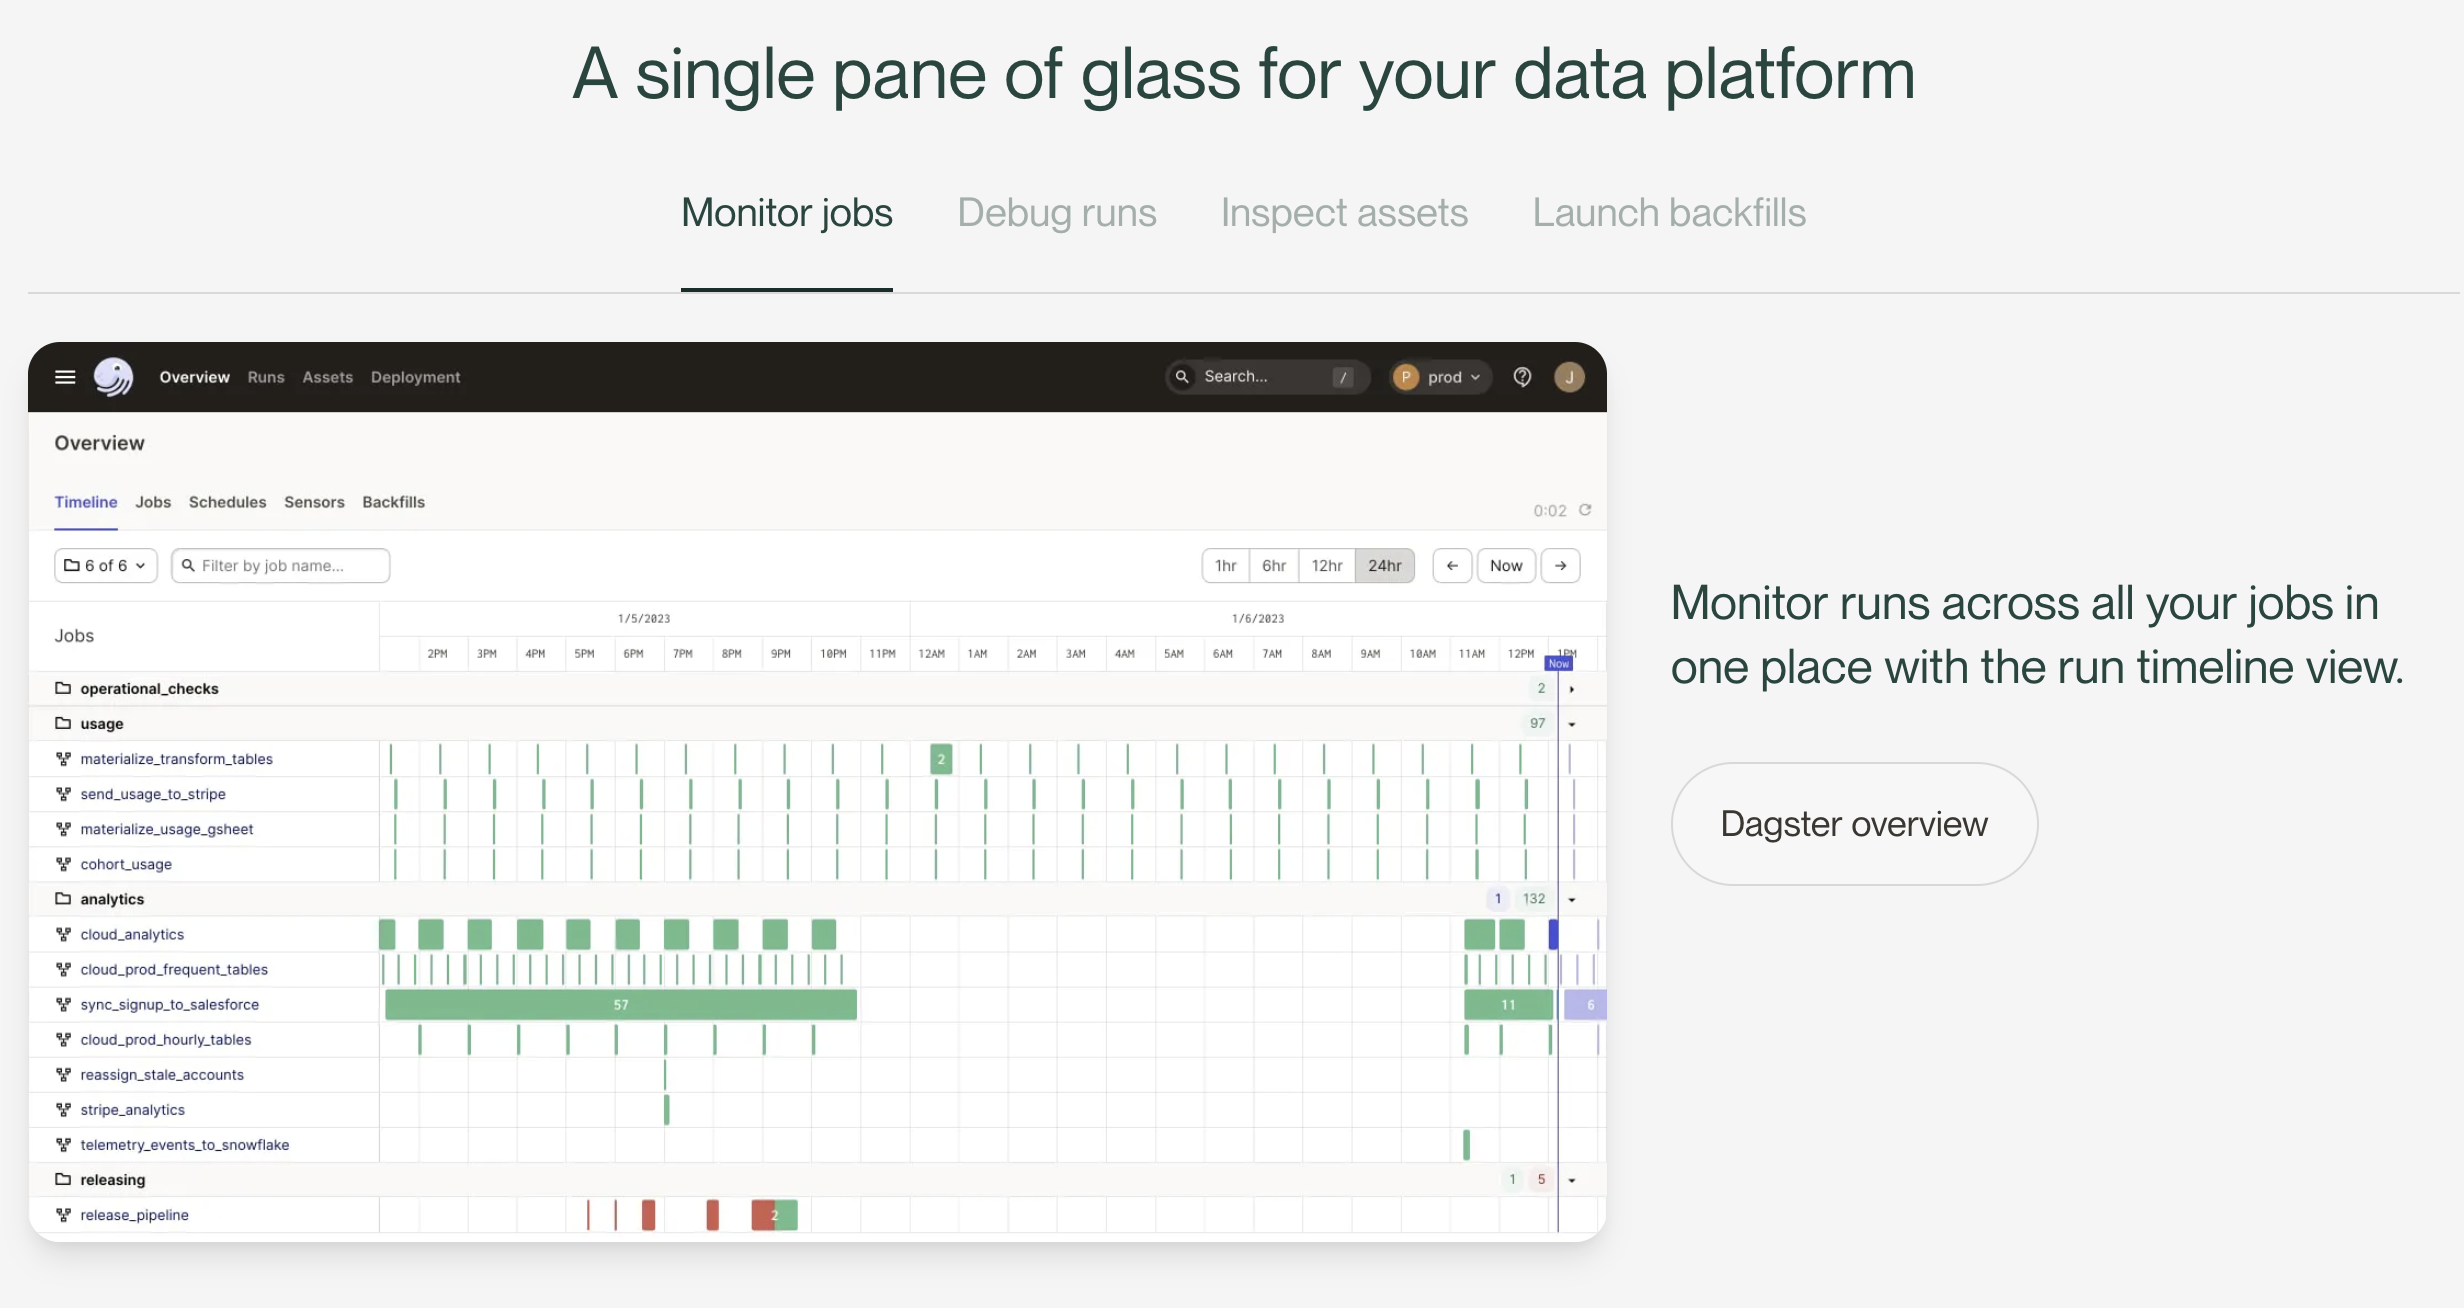 A single pane of glass for your data platform
Monitor jobs Debug runs Inspect assets Launch backfills
Overview Runs Assets Deployment Search... / P prod J
Overview
Timeline Jobs Schedules Sensors Backfills 0:02
6 of 6 Filter by job name... 1hr 6hr 12hr 24hr ← Now →
Jobs 1/5/2023 1/6/2023
2PM 3PM 4PM 5PM 6PM 7PM 8PM 9PM 10PM 11PM 12AM 1AM 2AM 3AM 4AM 5AM 6AM 7AM 8AM 9AM 10AM 11AM 12PM 1PM
Now
operational_checks 2
usage 97
materialize_transform_tables 2
send_usage_to_stripe
materialize_usage_gsheet
cohort_usage
analytics 1 132
cloud_analytics
cloud_prod_frequent_tables
sync_signup_to_salesforce 57 11 6
cloud_prod_hourly_tables
reassign_stale_accounts
stripe_analytics
telemetry_events_to_snowflake
releasing 1 5
release_pipeline 2
Monitor runs across all your jobs in
one place with the run timeline view.
Dagster overview